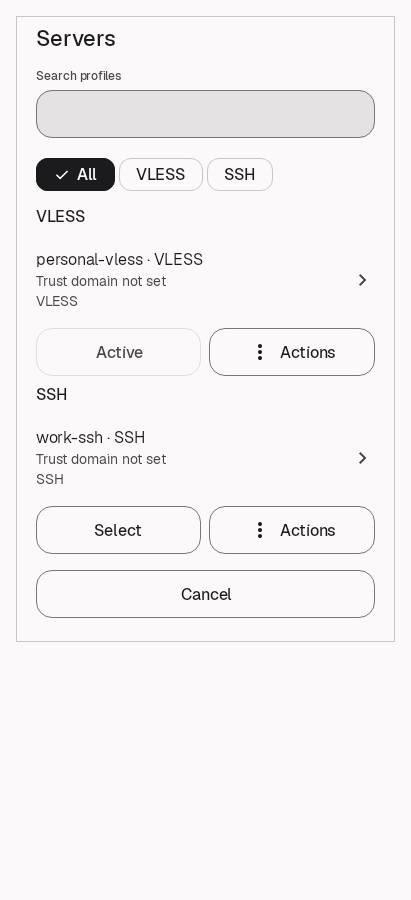 Servers
Search profiles
All
VLESS
SSH
VLESS
personal-vless · VLESS
Trust domain not set
VLESS
Active
Actions
SSH
work-ssh · SSH
Trust domain not set
SSH
Select
Actions
Cancel